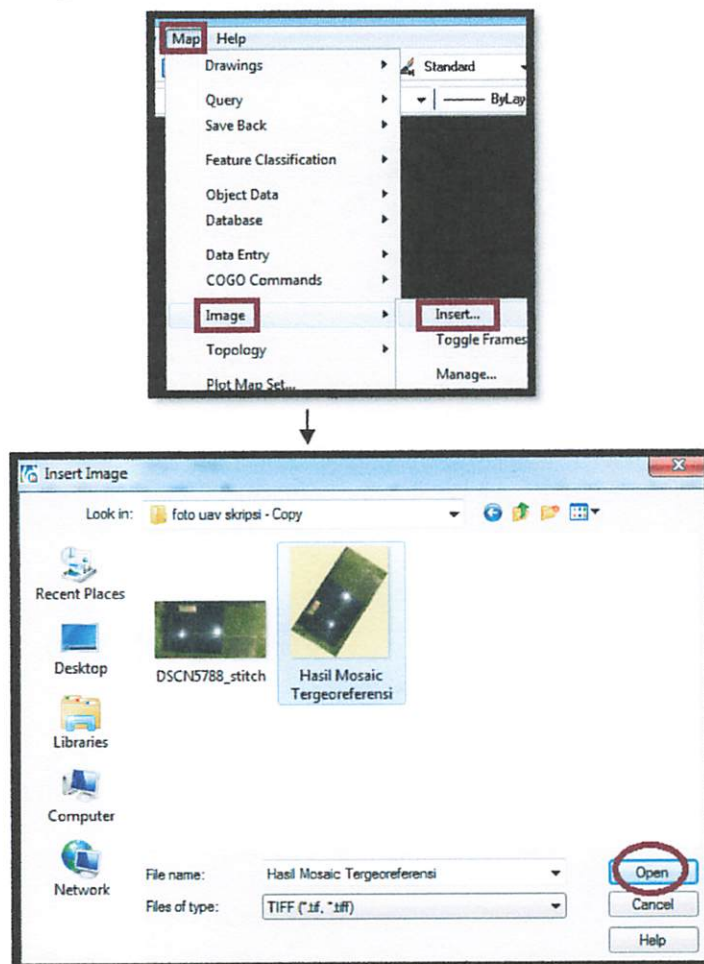 Map Help
Drawings
Standard
Query
ByLay
Save Back
Feature Classification
Object Data
Database
Data Entry
COGO Commands
Image
Insert...
Toggle Frames
Topology
Manage...
Plot Map Set...
Insert Image
Look in: foto uav skripsi - Copy
Recent Places
Desktop
Libraries
Computer
Network
DSCN5788_stitch
Hasil Mosaic
Tergeoreferensi
File name: Hasil Mosaic Tergeoreferensi
Open
Files of type: TIFF (*.tif, *.tiff)
Cancel
Help